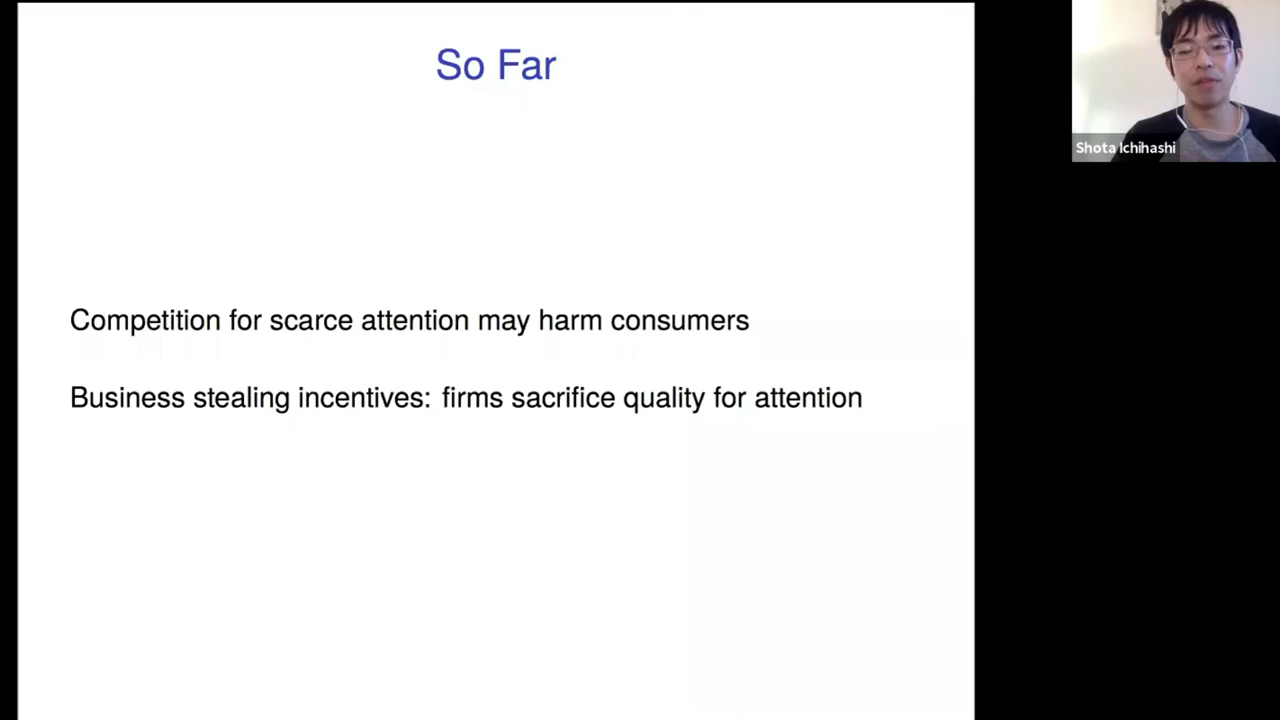 So Far
Shota Ichihashi
Competition for scarce attention may harm consumers
Business stealing incentives: firms sacrifice quality for attention